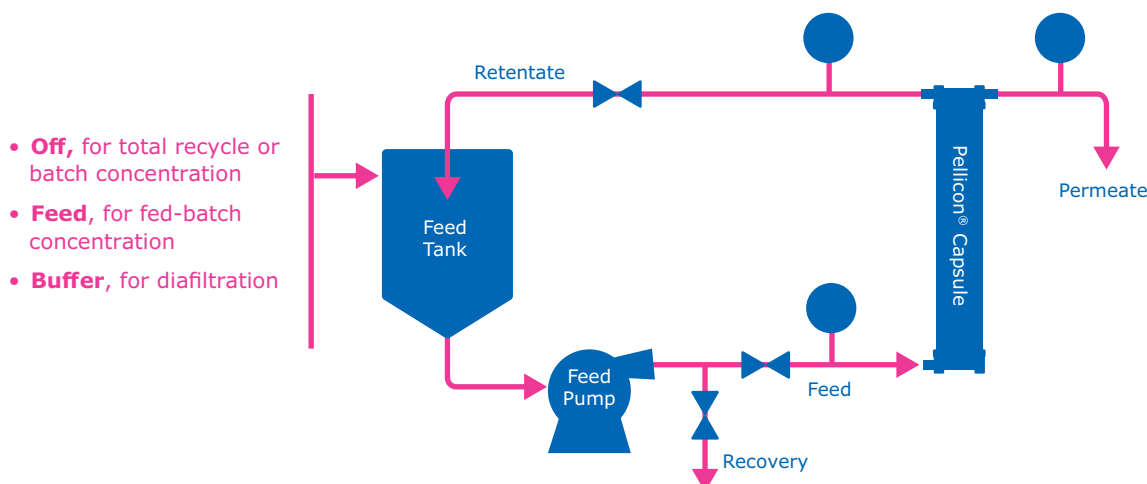 • Off, for total recycle or
batch concentration
• Feed, for fed-batch
concentration
• Buffer, for diafiltration
Retentate
Feed
Tank
Feed
Pump
Recovery
Feed
Pellicon® Capsule
Permeate